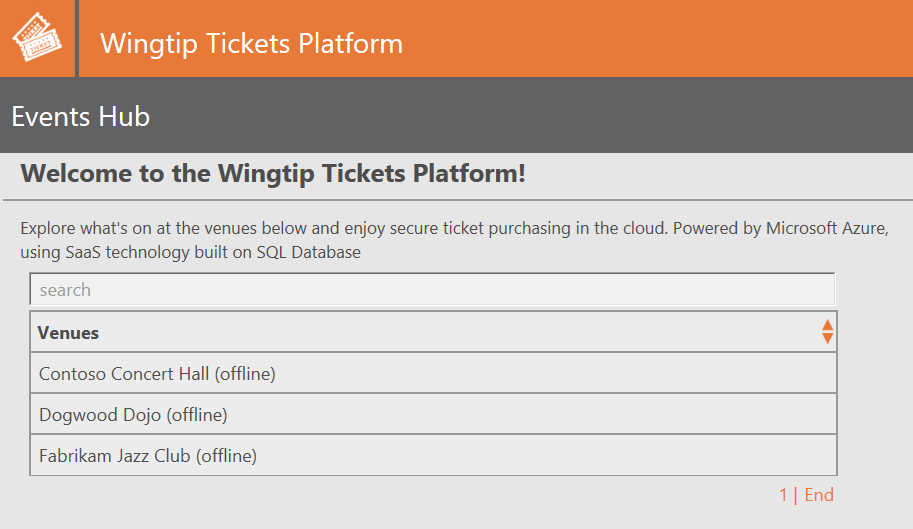 Wingtip Tickets Platform
Events Hub
Welcome to the Wingtip Tickets Platform!
Explore what's on at the venues below and enjoy secure ticket purchasing in the cloud. Powered by Microsoft Azure,
using SaaS technology built on SQL Database
search
Venues
Contoso Concert Hall (offline)
Dogwood Dojo (offline)
Fabrikam Jazz Club (offline)
1 | End